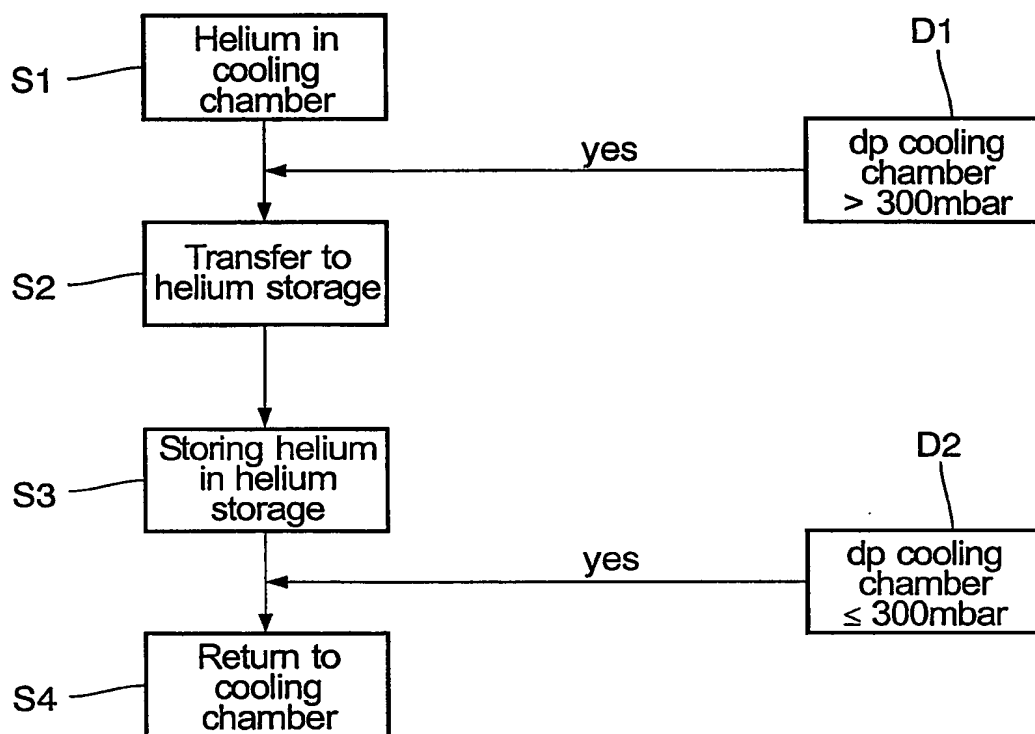 S1
Helium in
cooling
chamber
D1
yes
dp cooling
chamber
> 300mbar
S2
Transfer to
helium storage
S3
Storing helium
in helium
storage
D2
yes
dp cooling
chamber
≤ 300mbar
S4
Return to
cooling
chamber